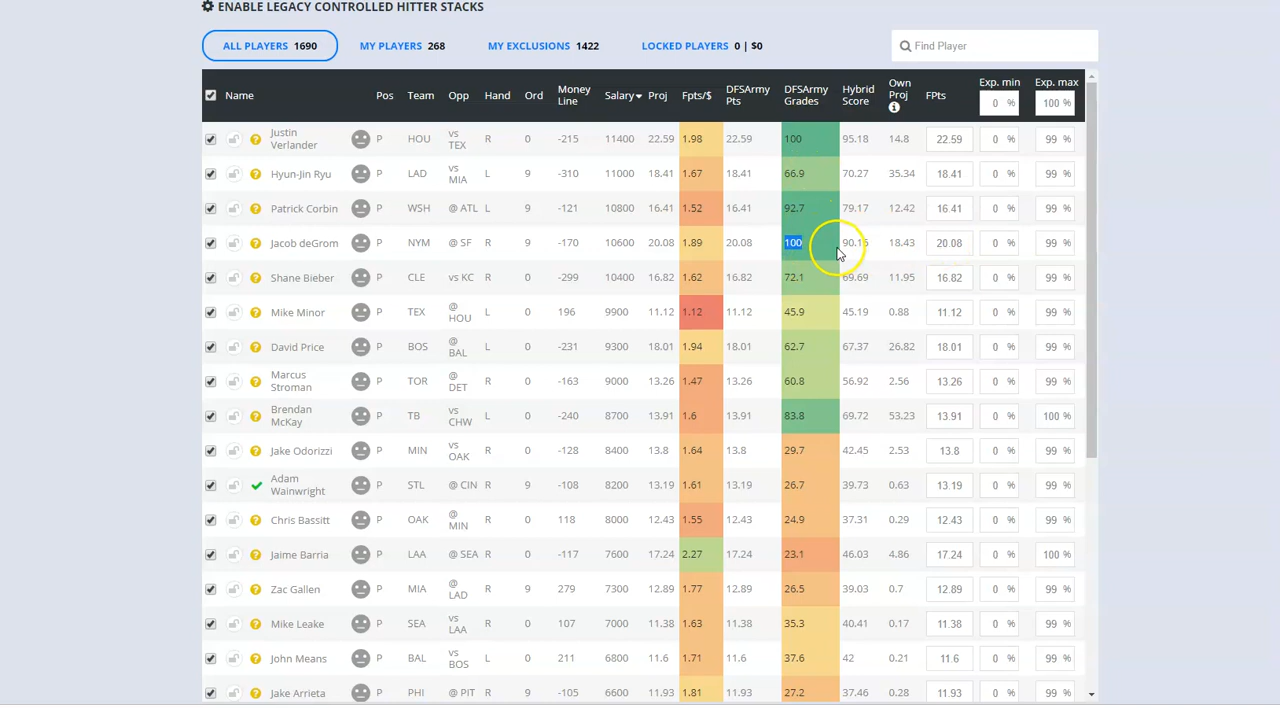 ENABLE LEGACY CONTROLLED HITTER STACKS
ALL PLAYERS 1690 MY PLAYERS 268 MY EXCLUSIONS 1422 LOCKED PLAYERS 0 | $0 Find Player
Name Pos Team Opp Hand Ord Money Line Salary Proj Fpts/$ DFSArmy Pts DFSArmy Grades Hybrid Score Own Proj FPts Exp. min 0 % Exp. max 100 %
Justin Verlander P HOU vs TEX R 0 -215 11400 22.59 1.98 22.59 100 95.18 14.8 22.59 0 % 99 %
Hyun-Jin Ryu P LAD vs MIA L 9 -310 11000 18.41 1.67 18.41 66.9 70.27 35.34 18.41 0 % 99 %
Patrick Corbin P WSH @ ATL L 9 -121 10800 16.41 1.52 16.41 92.7 79.17 12.42 16.41 0 % 99 %
Jacob deGrom P NYM @ SF R 9 -170 10600 20.08 1.89 20.08 100 18.43 20.08 0 % 99 %
Shane Bieber P CLE vs KC R 0 -299 10400 16.82 1.62 16.82 72.1 69.69 11.95 16.82 0 % 99 %
Mike Minor P TEX @ HOU L 0 196 9900 11.12 1.12 11.12 45.9 45.19 0.88 11.12 0 % 99 %
David Price P BOS @ BAL L 0 -231 9300 18.01 1.94 18.01 62.7 67.37 26.82 18.01 0 % 99 %
Marcus Stroman P TOR @ DET R 0 -163 9000 13.26 1.47 13.26 60.8 56.92 2.56 13.26 0 % 99 %
Brendan McKay P TB vs CHW L 0 -240 8700 13.91 1.6 13.91 83.8 69.72 53.23 13.91 0 % 100 %
Jake Odorizzi P MIN vs OAK R 0 -128 8400 13.8 1.64 13.8 29.7 42.45 2.53 13.8 0 % 99 %
Adam Wainwright P STL @ CIN R 0 -108 8200 13.19 1.61 13.19 26.7 39.73 0.63 13.19 0 % 99 %
Chris Bassitt P OAK @ MIN R 0 118 8000 12.43 1.55 12.43 24.9 37.31 0.29 12.43 0 % 99 %
Jaime Barria P LAA @ SEA R 0 -117 7600 17.24 2.27 17.24 23.1 46.03 4.86 17.24 0 % 100 %
Zac Gallen P MIA @ LAD R 9 279 7300 12.89 1.77 12.89 26.5 39.03 0.7 12.89 0 % 99 %
Mike Leake P SEA vs LAA R 0 107 7000 11.38 1.63 11.38 35.3 40.41 0.17 11.38 0 % 99 %
John Means P BAL vs BOS L 0 211 6800 11.6 1.71 11.6 37.6 42 0.21 11.6 0 % 99 %
Jake Arrieta P PHI @ PIT R 9 -105 6600 11.93 1.81 11.93 27.2 37.46 0.28 11.93 0 % 99 %